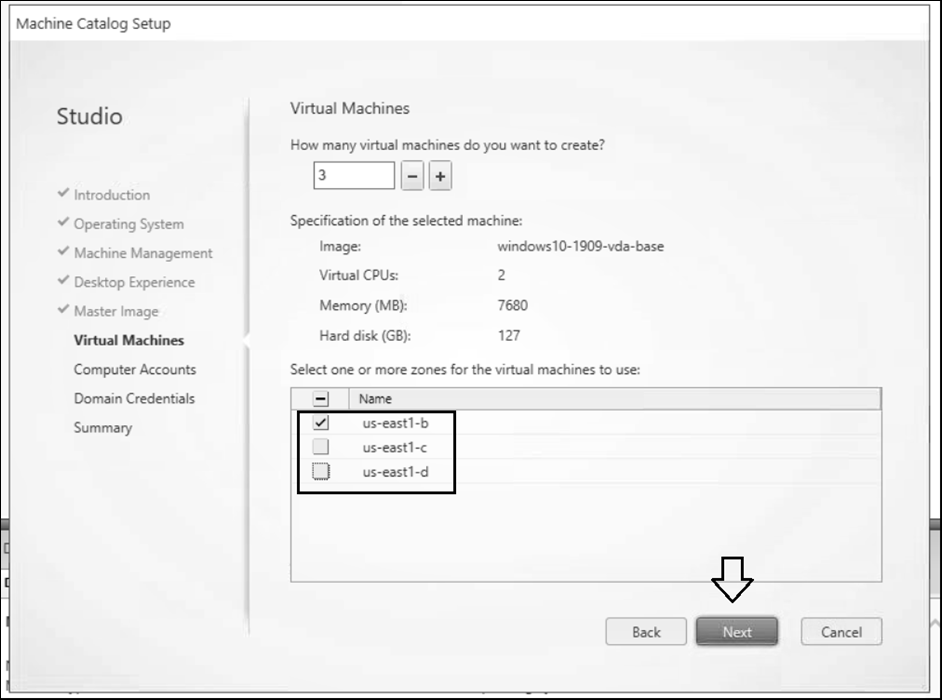 Machine Catalog Setup
Studio
Introduction
Operating System
Machine Management
Desktop Experience
Master Image
Virtual Machines
Computer Accounts
Domain Credentials
Summary
Virtual Machines
How many virtual machines do you want to create?
3
− +
Specification of the selected machine:
Image: windows10-1909-vda-base
Virtual CPUs: 2
Memory (MB): 7680
Hard disk (GB): 127
Select one or more zones for the virtual machines to use:
Name
us-east1-b
us-east1-c
us-east1-d
Back Next Cancel